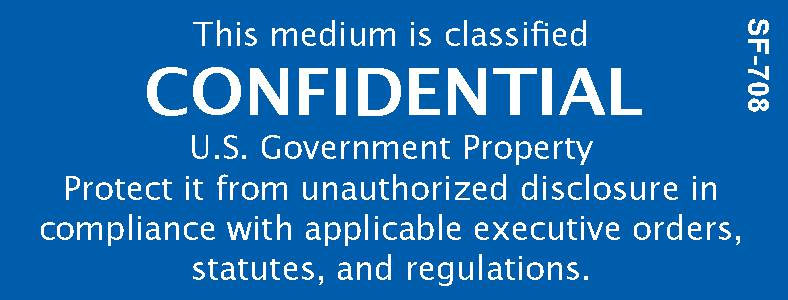 This medium is classified
CONFIDENTIAL
U.S. Government Property
Protect it from unauthorized disclosure in
compliance with applicable executive orders,
statutes, and regulations.
SF-708